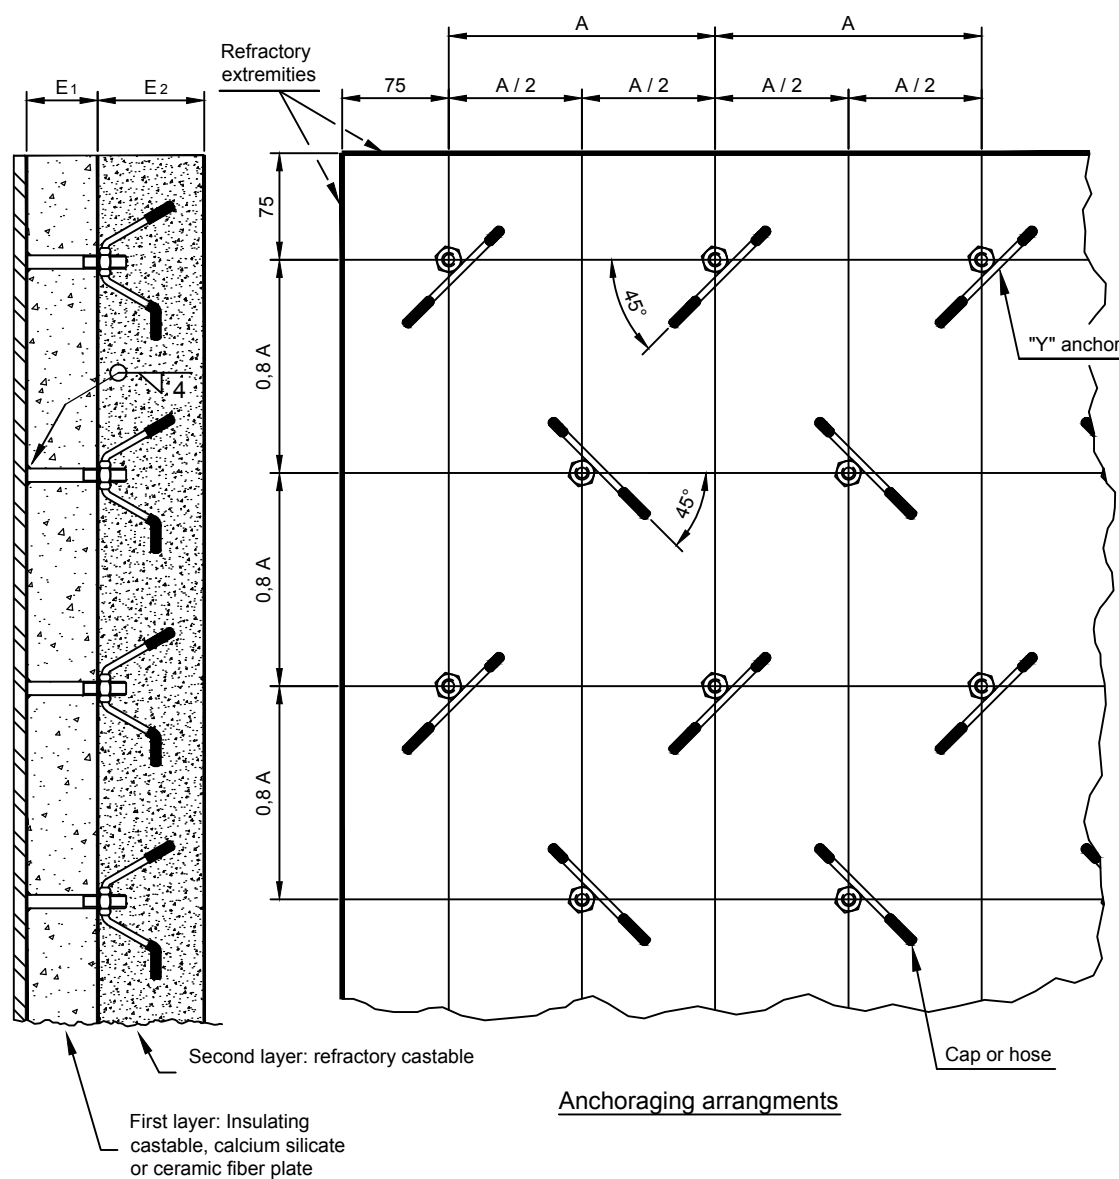 A A
Refractory
extremities
E1 E2
75 A / 2 A / 2 A / 2 A / 2
75
45°
"Y" anchor
0,8 A
4
45°
0,8 A
0,8 A
Second layer: refractory castable
Cap or hose
Anchoraging arrangments
First layer: Insulating
castable, calcium silicate
or ceramic fiber plate